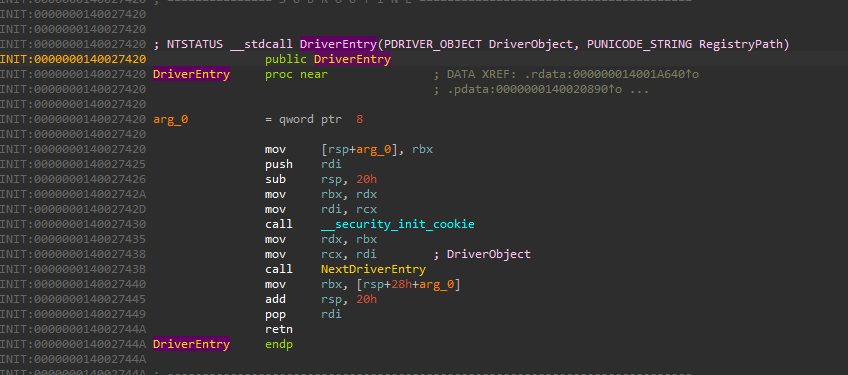 INIT:0000000140027420 ; =============== S U B R O U T I N E =======================================
INIT:0000000140027420
INIT:0000000140027420
INIT:0000000140027420 ; NTSTATUS __stdcall DriverEntry(PDRIVER_OBJECT DriverObject, PUNICODE_STRING RegistryPath)
INIT:0000000140027420 public DriverEntry
INIT:0000000140027420 DriverEntry proc near ; DATA XREF: .rdata:000000014001A640↑o
INIT:0000000140027420 ; .pdata:0000000140020890↑o ...
INIT:0000000140027420
INIT:0000000140027420 arg_0 = qword ptr 8
INIT:0000000140027420
INIT:0000000140027420 mov [rsp+arg_0], rbx
INIT:0000000140027425 push rdi
INIT:0000000140027426 sub rsp, 20h
INIT:000000014002742A mov rbx, rdx
INIT:000000014002742D mov rdi, rcx
INIT:0000000140027430 call __security_init_cookie
INIT:0000000140027435 mov rdx, rbx
INIT:0000000140027438 mov rcx, rdi ; DriverObject
INIT:000000014002743B call NextDriverEntry
INIT:0000000140027440 mov rbx, [rsp+28h+arg_0]
INIT:0000000140027445 add rsp, 20h
INIT:0000000140027449 pop rdi
INIT:000000014002744A retn
INIT:000000014002744A DriverEntry endp
INIT:000000014002744A